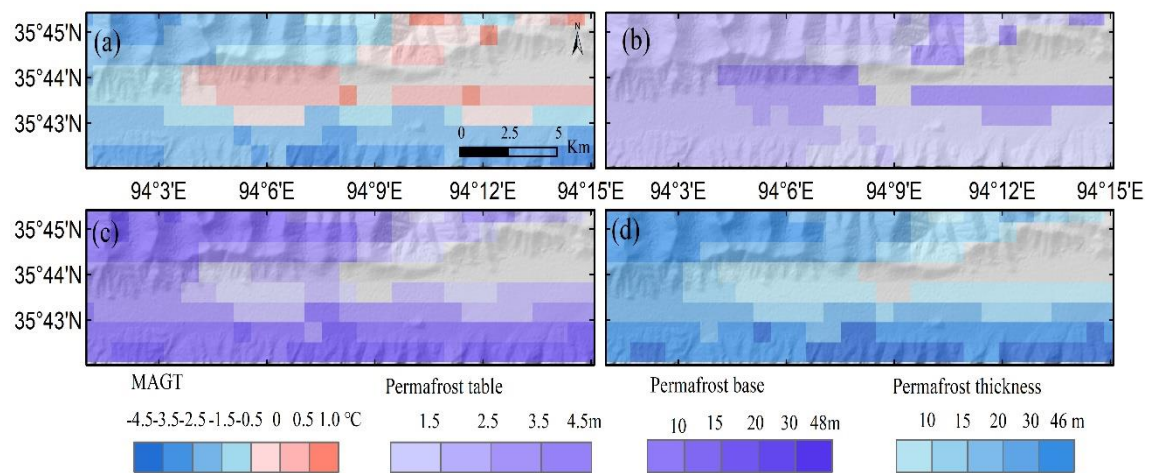 35°45'N
35°44'N
35°43'N
(a)
N
0 2.5 5
Km
(b)
94°3'E 94°6'E 94°9'E 94°12'E 94°15'E 94°3'E 94°6'E 94°9'E 94°12'E 94°15'E
35°45'N
35°44'N
35°43'N
(c)
(d)
MAGT
-4.5-3.5-2.5-1.5-0.5 0 0.5 1.0 ℃
Permafrost table
1.5 2.5 3.5 4.5m
Permafrost base
10 15 20 30 48m
Permafrost thickness
10 15 20 30 46 m